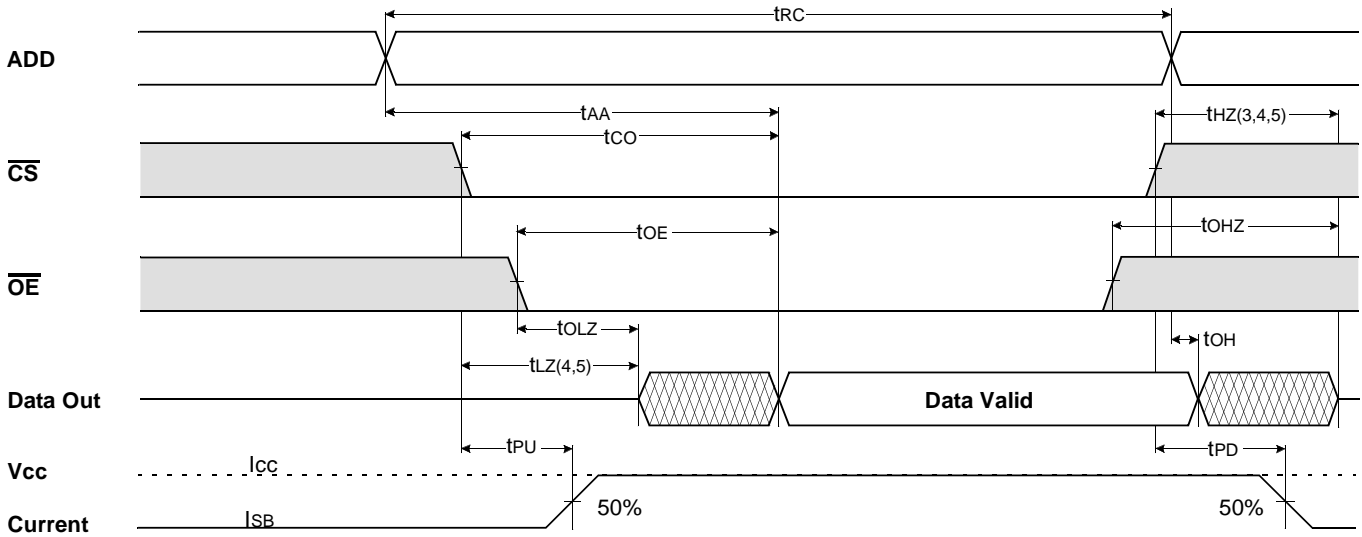 tRC
ADD
tAA
tHZ(3,4,5)
tCO
CS
tOE
tOHZ
OE
tOLZ
tOH
tLZ(4,5)
Data Out
Data Valid
tPU
tPD
Vcc
ICC
50%
50%
Current
ISB